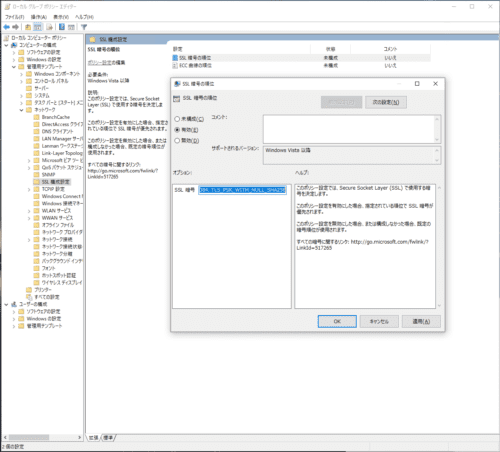 ローカル グループ ポリシー エディター
ファイル(F) 操作(A) 表示(V) ヘルプ(H)
ローカル コンピューター ポリシー
コンピューターの構成
ソフトウェアの設定
Windows の設定
管理用テンプレート
Windows コンポーネント
コントロール パネル
サーバー
システム
タスク バーと [スタート] メニ
ネットワーク
BranchCache
DirectAccess クライ
DNS クライアント
LAN Manager サー
Lanman ワークステー
Link-Layer Topolog
Microsoft ピア ツー ピ
QoS パケット スケジュ
SNMP
SSL 構成設定
TCPIP 設定
Windows Connect
Windows 接続マネー
WLAN サービス
WWAN サービス
オフライン ファイル
ネットワーク プロバイダ
ネットワーク接続
ネットワーク接続状態
ネットワーク分離
バックグラウンド インテ
フォント
ホットスポット認証
ワイヤレス ディスプレイ
プリンター
すべての設定
ユーザーの構成
ソフトウェアの設定
Windows の設定
管理用テンプレート
SSL 構成設定
SSL 暗号の順位
ポリシー設定の編集
必要条件:
Windows Vista 以降
説明:
このポリシー設定では、Secure Socket
Layer (SSL) で使用する暗号を決定しま
す。
このポリシー設定を有効にした場合、指定さ
れている順位で SSL 暗号が優先されます。
このポリシー設定を無効にした場合、または
構成しなかった場合、既定の暗号順位が
使用されます。
すべての暗号に関するリンク:
http://go.microsoft.com/fwlink/?
LinkId=517265
設定 状態 コメント
SSL 暗号の順位 未構成 いいえ
ECC 曲線の順位 未構成 いいえ
SSL 暗号の順位
SSL 暗号の順位
次の設定(N)
未構成(C) コメント:
有効(E)
無効(D)
サポートされるバージョン: Windows Vista 以降
オプション: ヘルプ:
SSL 暗号
このポリシー設定では、Secure Socket Layer (SSL) で使用する暗
号を決定します。
このポリシー設定を有効にした場合、指定されている順位で SSL 暗号が
優先されます。
このポリシー設定を無効にした場合、または構成しなかった場合、既定の
暗号順位が使用されます。
すべての暗号に関するリンク: http://go.microsoft.com/fwlink/?
LinkId=517265
OK キャンセル 適用(A)
拡張 標準
2 個の設定